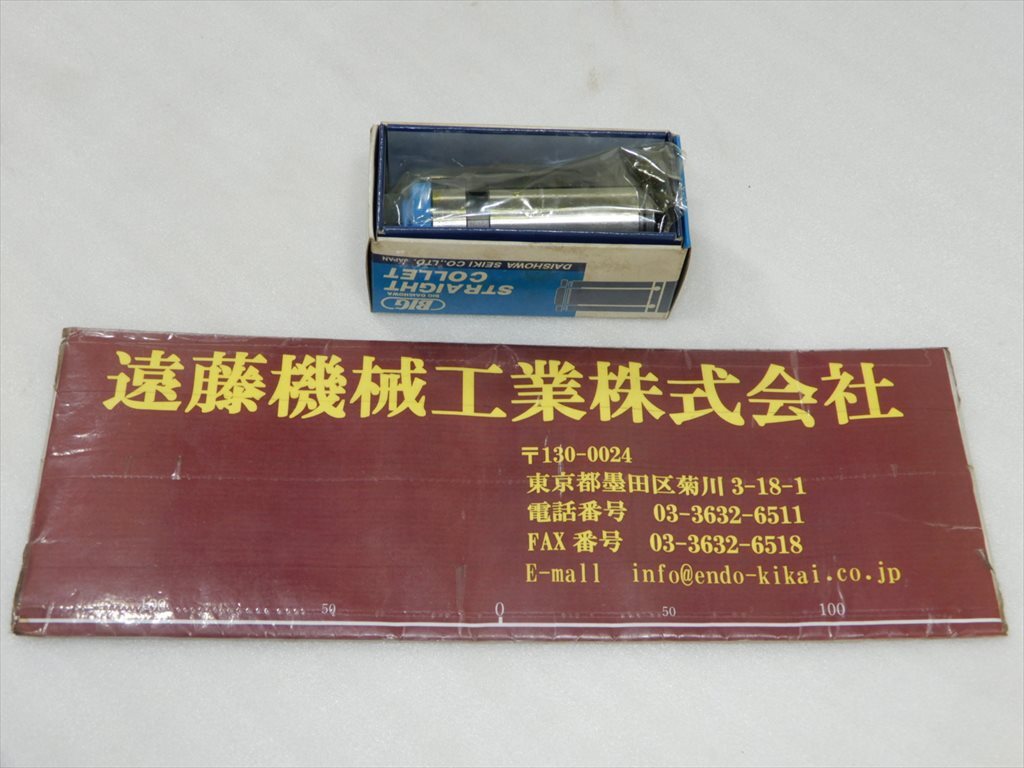 DAISHOWA SEIKI CO.,LTD. JAPAN
STRAIGHT
COLLET
BIG DAISHOWA
BIG
遠藤機械工業株式会社
〒130-0024
東京都墨田区菊川 3-18-1
電話番号 03-3632-6511
FAX 番号 03-3632-6518
E-mall info@endo-kikai.co.jp
50 0 50 100